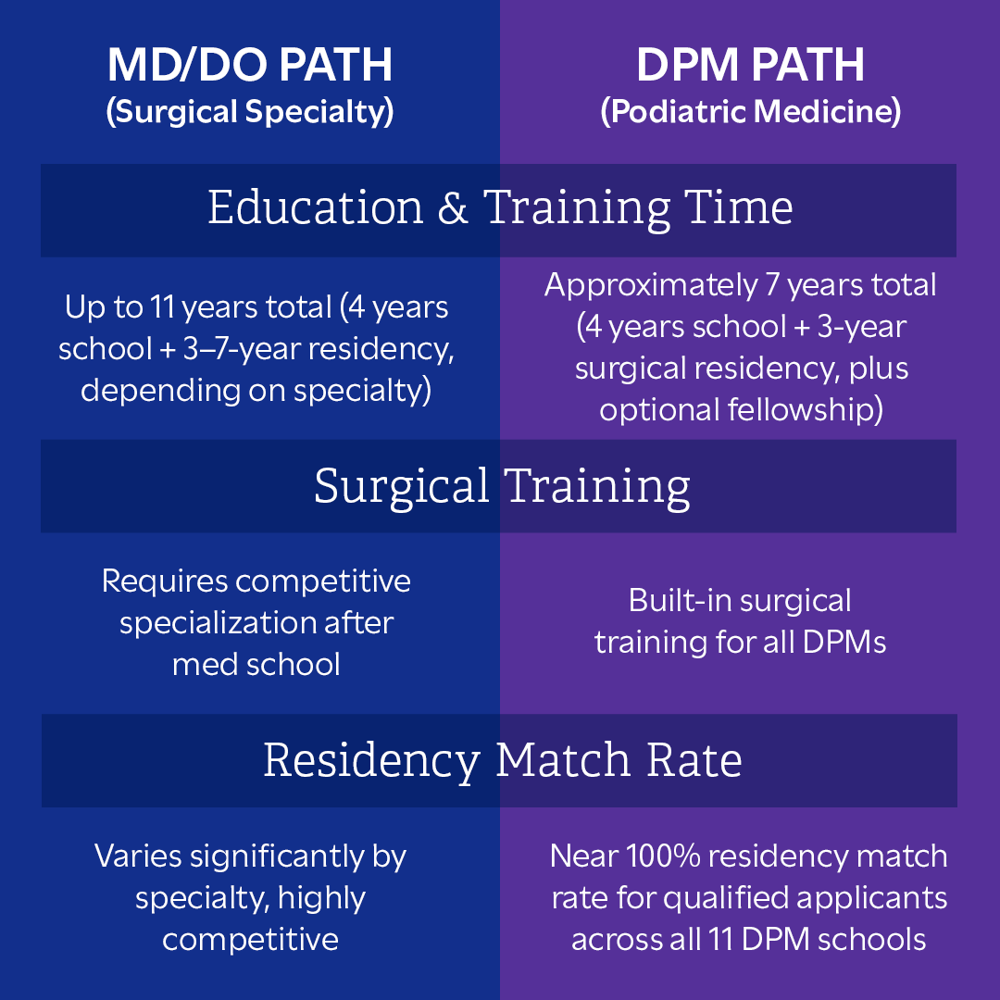 MD/DO PATH
(Surgical Specialty)
DPM PATH
(Podiatric Medicine)
Education & Training Time
Up to 11 years total (4 years
school + 3–7-year residency,
depending on specialty)
Approximately 7 years total
(4 years school + 3-year
surgical residency, plus
optional fellowship)
Surgical Training
Requires competitive
specialization after
med school
Built-in surgical
training for all DPMs
Residency Match Rate
Varies significantly by
specialty, highly
competitive
Near 100% residency match
rate for qualified applicants
across all 11 DPM schools